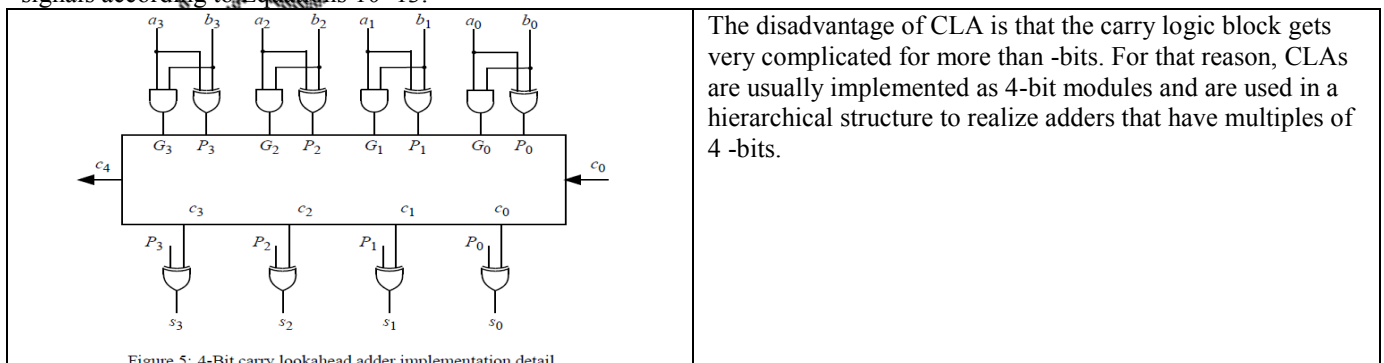 signals according to Equations 10-13.
a3 b3 a2 b2 a1 b1 a0 b0
G3 P3 G2 P2 G1 P1 G0 P0
c4 c0
c3 c2 c1 c0
P3 P2 P1 P0
s3 s2 s1 s0
Figure 5: 4-Bit carry lookahead adder implementation detail
The disadvantage of CLA is that the carry logic block gets
very complicated for more than -bits. For that reason, CLAs
are usually implemented as 4-bit modules and are used in a
hierarchical structure to realize adders that have multiples of
4 -bits.